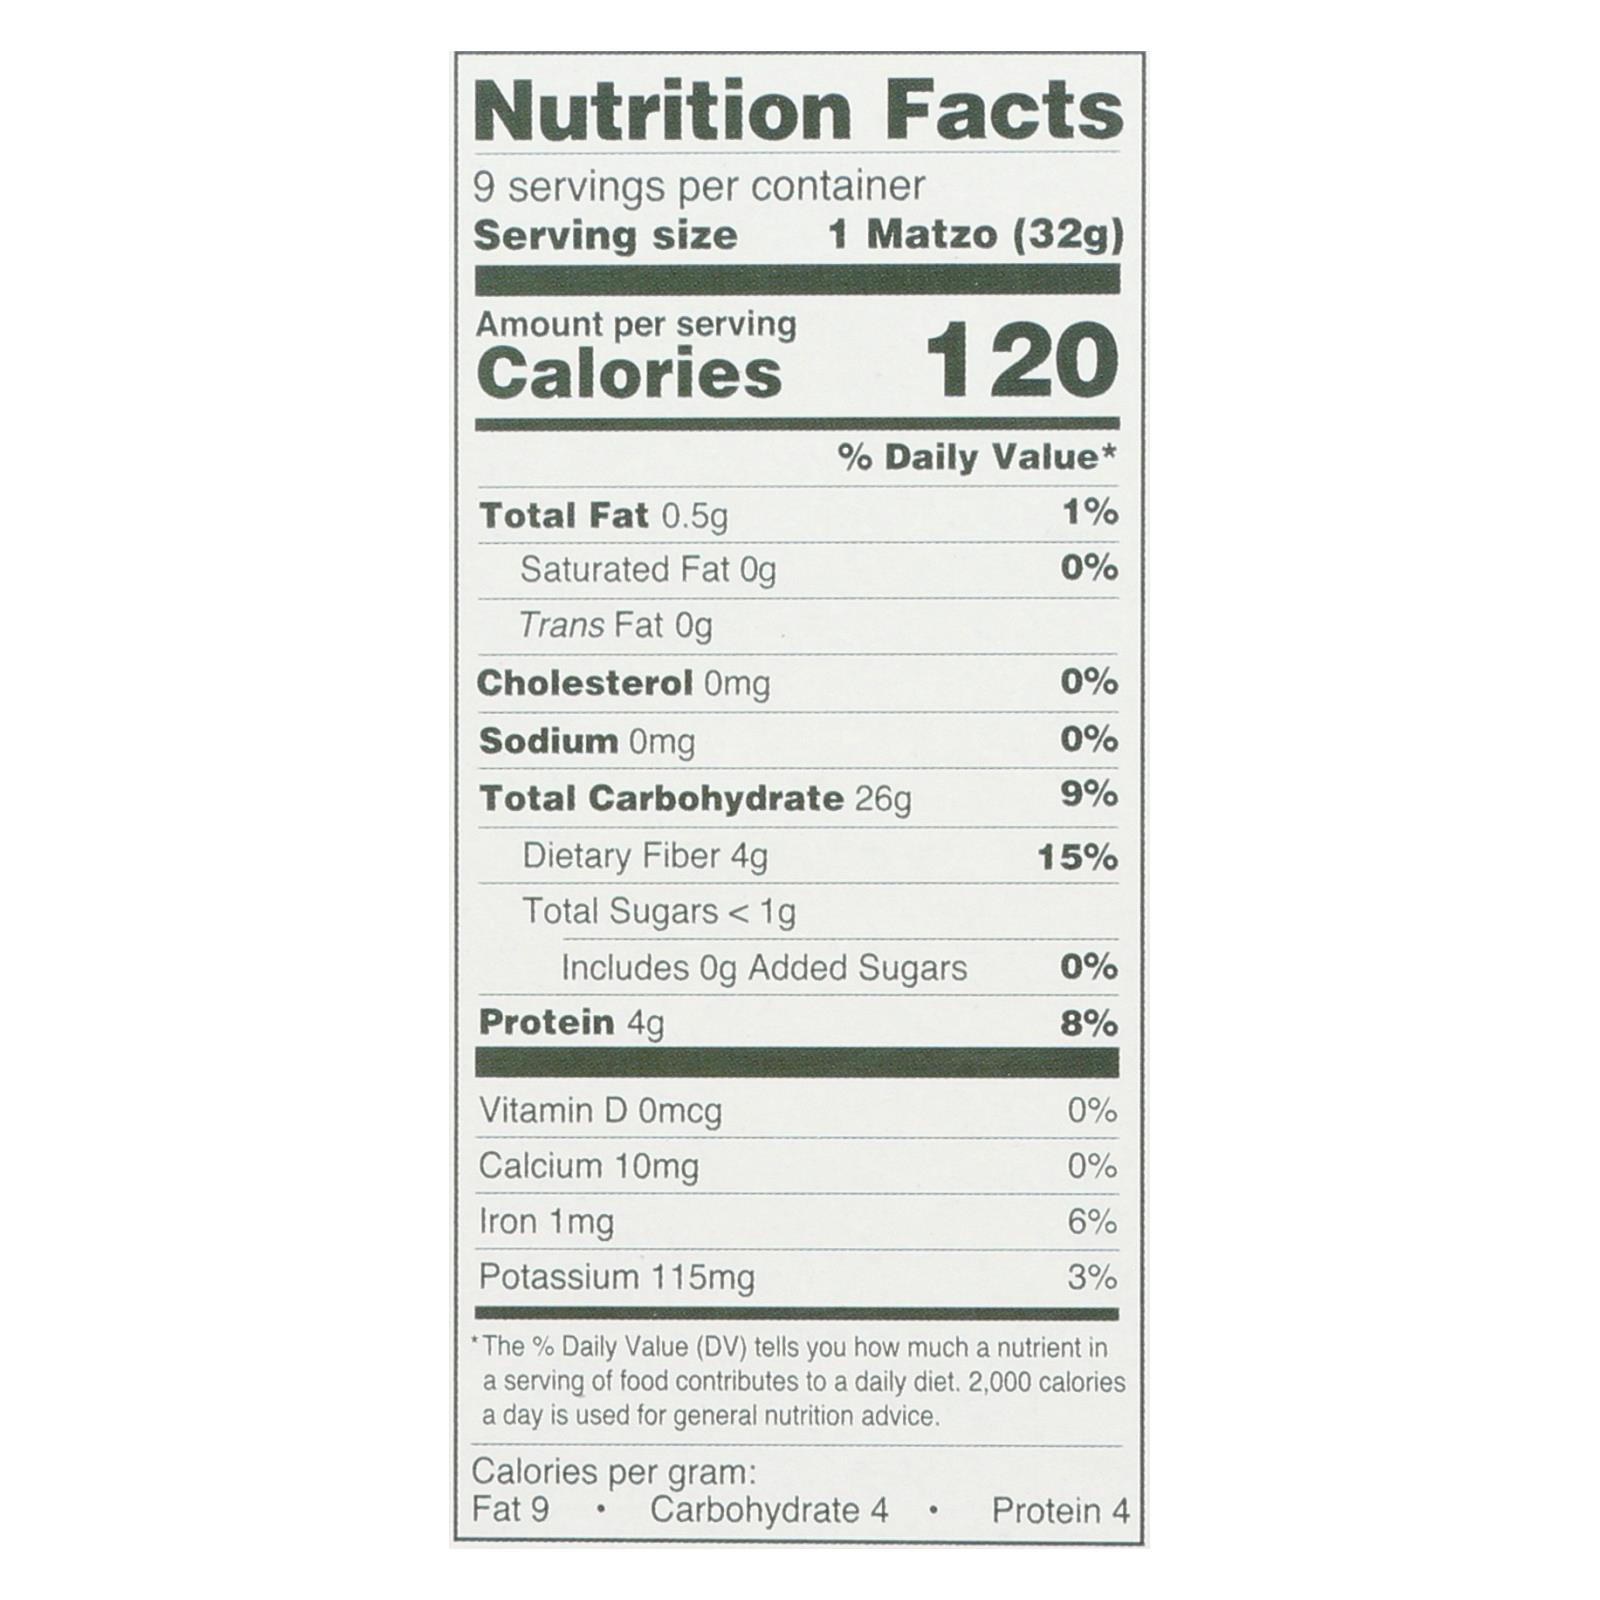 Nutrition Facts
9 servings per container
Serving size 1 Matzo (32g)
Amount per serving
Calories 120
% Daily Value*
Total Fat 0.5g 1%
Saturated Fat 0g 0%
Trans Fat 0g
Cholesterol 0mg 0%
Sodium 0mg 0%
Total Carbohydrate 26g 9%
Dietary Fiber 4g 15%
Total Sugars < 1g
Includes 0g Added Sugars 0%
Protein 4g 8%
Vitamin D 0mcg 0%
Calcium 10mg 0%
Iron 1mg 6%
Potassium 115mg 3%
*The % Daily Value (DV) tells you how much a nutrient in
a serving of food contributes to a daily diet. 2,000 calories
a day is used for general nutrition advice.
Calories per gram:
Fat 9 • Carbohydrate 4 • Protein 4